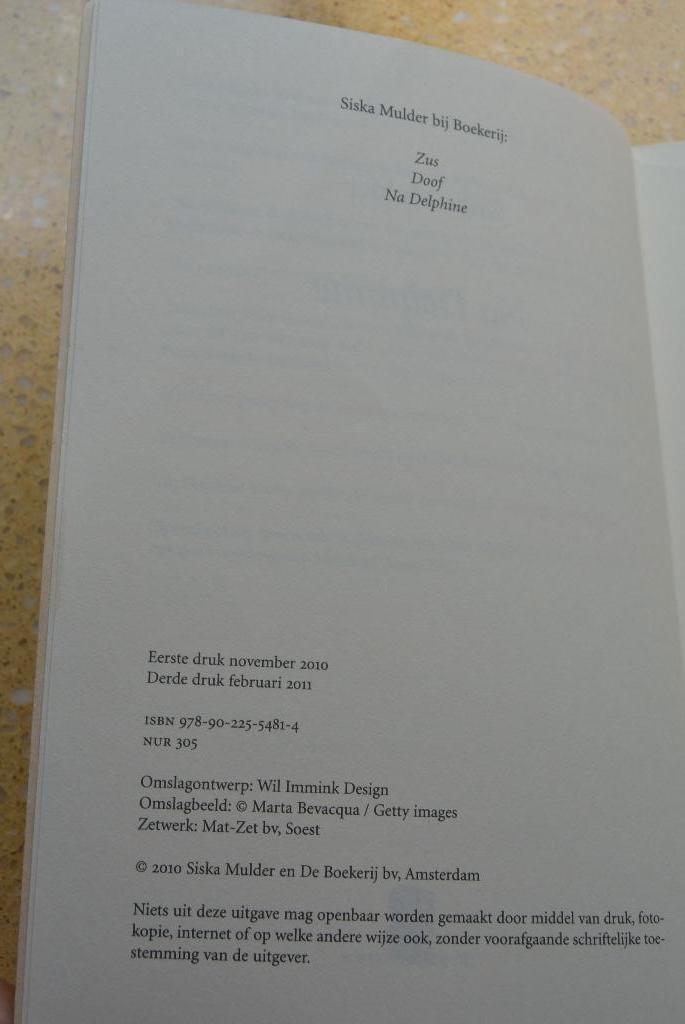 Siska Mulder bij Boekerij:
Zus
Doof
Na Delphine
Eerste druk november 2010
Derde druk februari 2011
ISBN 978-90-225-5481-4
NUR 305
Omslagontwerp: Wil Immink Design
Omslagbeeld: © Marta Bevacqua / Getty images
Zetwerk: Mat-Zet bv, Soest
© 2010 Siska Mulder en De Boekerij bv, Amsterdam
Niets uit deze uitgave mag openbaar worden gemaakt door middel van druk, foto-
kopie, internet of op welke andere wijze ook, zonder voorafgaande schriftelijke toe-
stemming van de uitgever.